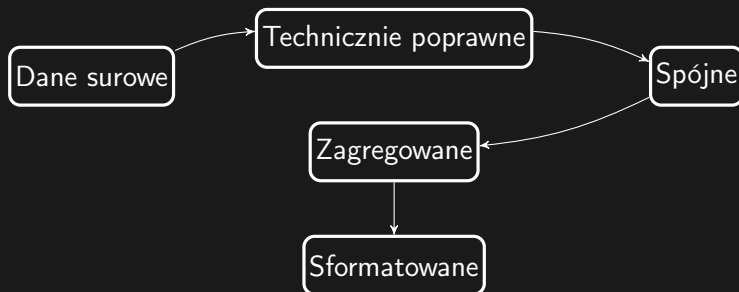 Dane surowe
Technicznie poprawne
Spójne
Zagregowane
Sformatowane